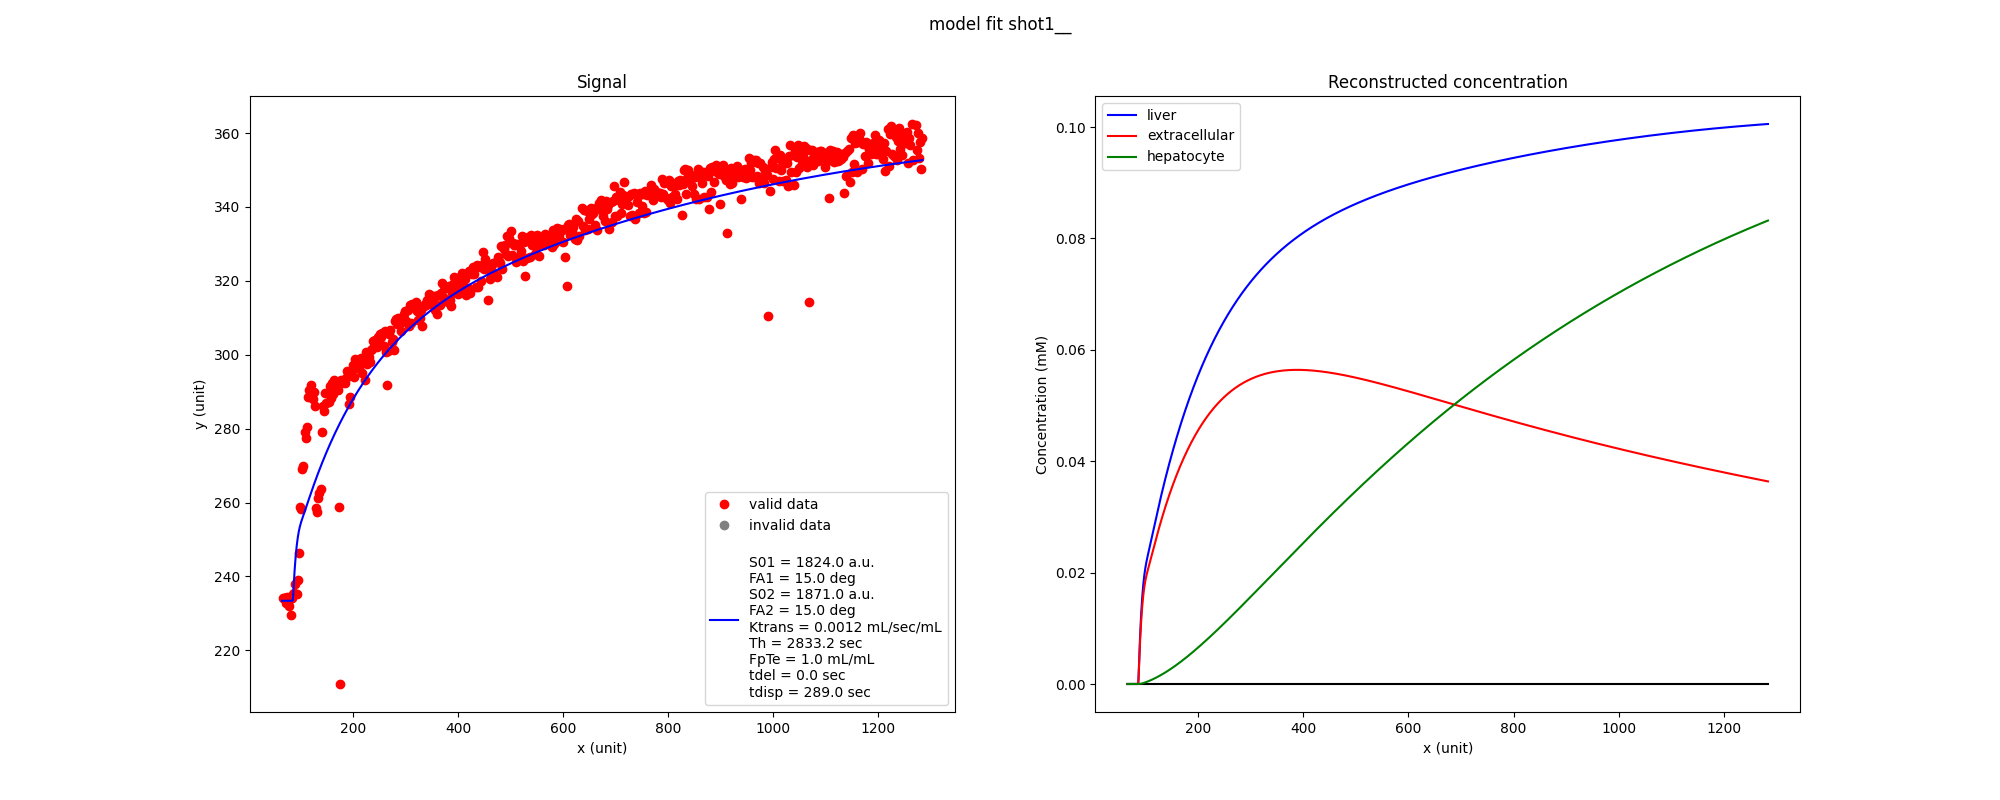 model fit shot1__
Signal
y (unit)
360
340
320
300
280
260
240
220
200
400
600
800
1000
1200
x (unit)
valid data
invalid data
S01 = 1824.0 a.u.
FA1 = 15.0 deg
S02 = 1871.0 a.u.
FA2 = 15.0 deg
Ktrans = 0.0012 mL/sec/mL
Th = 2833.2 sec
FpTe = 1.0 mL/mL
tdel = 0.0 sec
tdisp = 289.0 sec
Reconstructed concentration
liver
extracellular
hepatocyte
Concentration (mM)
0.10
0.08
0.06
0.04
0.02
0.00
200
400
600
800
1000
1200
x (unit)